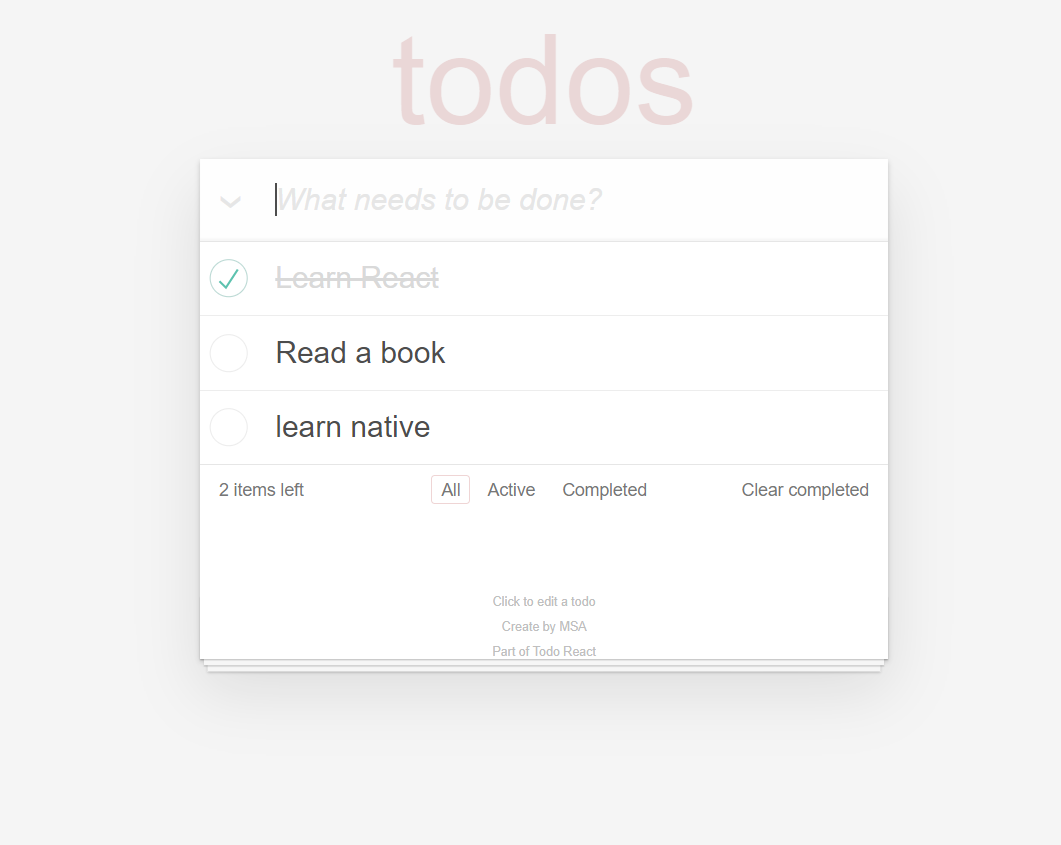 todos
What needs to be done?
Learn React
Read a book
learn native
2 items left All Active Completed Clear completed
Click to edit a todo
Create by MSA
Part of Todo React